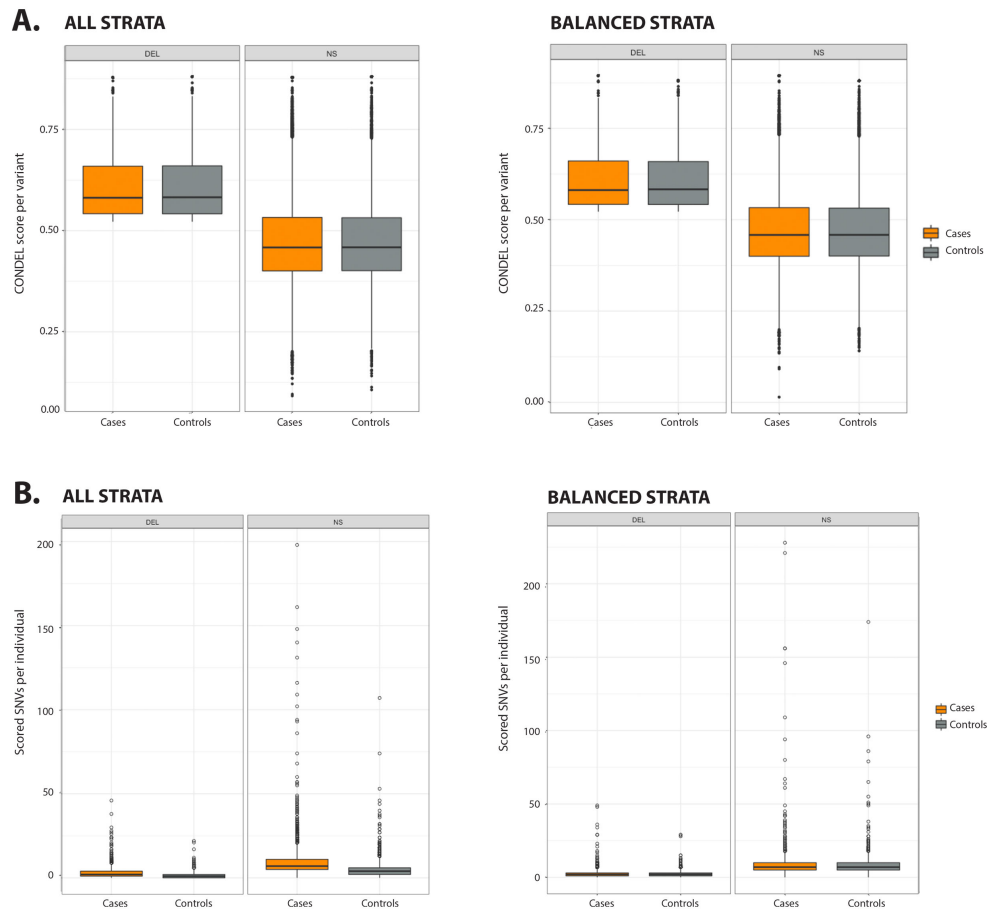 A. ALL STRATA
BALANCED STRATA
DEL NS
DEL NS
CONDEL score per variant
0.75
0.50
0.25
0.00
Cases Controls Cases Controls
CONDEL score per variant
0.75
0.50
0.25
0.00
Cases Controls Cases Controls
Cases
Controls
B. ALL STRATA
BALANCED STRATA
DEL NS
DEL NS
Scored SNVs per individual
200
150
100
50
0
Cases Controls Cases Controls
Scored SNVs per individual
200
150
100
50
0
Cases Controls Cases Controls
Cases
Controls